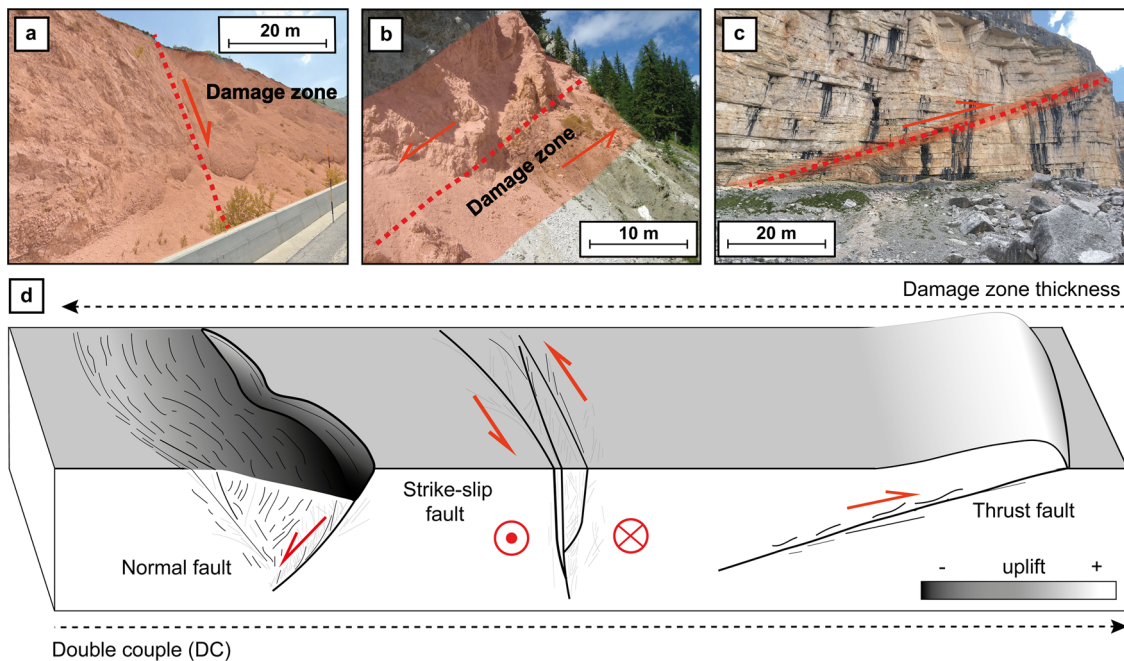 a
20 m
Damage zone
b
Damage zone
10 m
c
20 m
d
Damage zone thickness
Strike-slip
fault
Normal fault
Thrust fault
- uplift +
Double couple (DC)